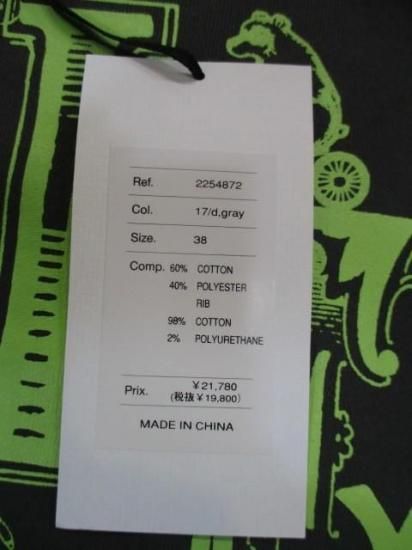 Ref. 2254872
Col. 17/d,gray
Size. 38
Comp. 60% COTTON
40% POLYESTER
RIB
98% COTTON
2% POLYURETHANE
Prix. ¥21,780
(税抜¥19,800)
MADE IN CHINA